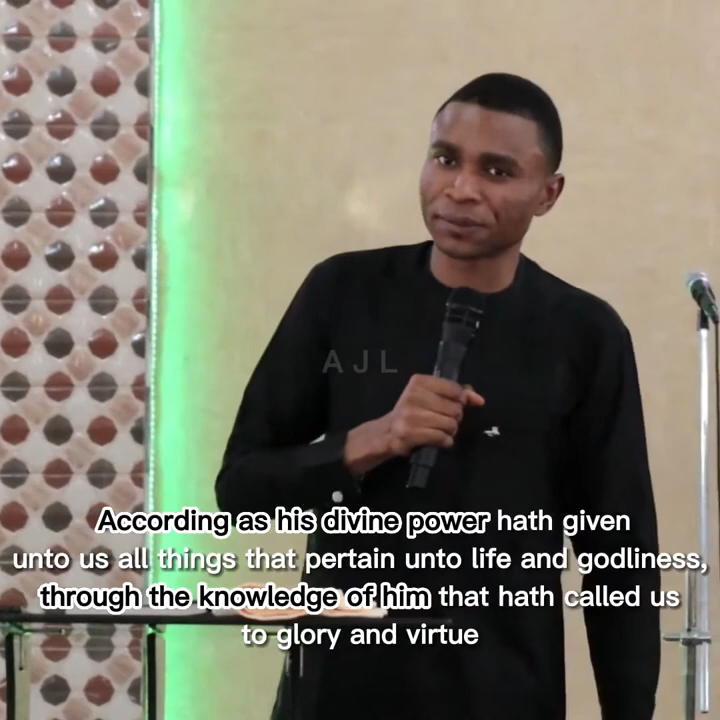 AJL
According as his divine power hath given
unto us all things that pertain unto life and godliness,
through the knowledge of him that hath called us
to glory and virtue